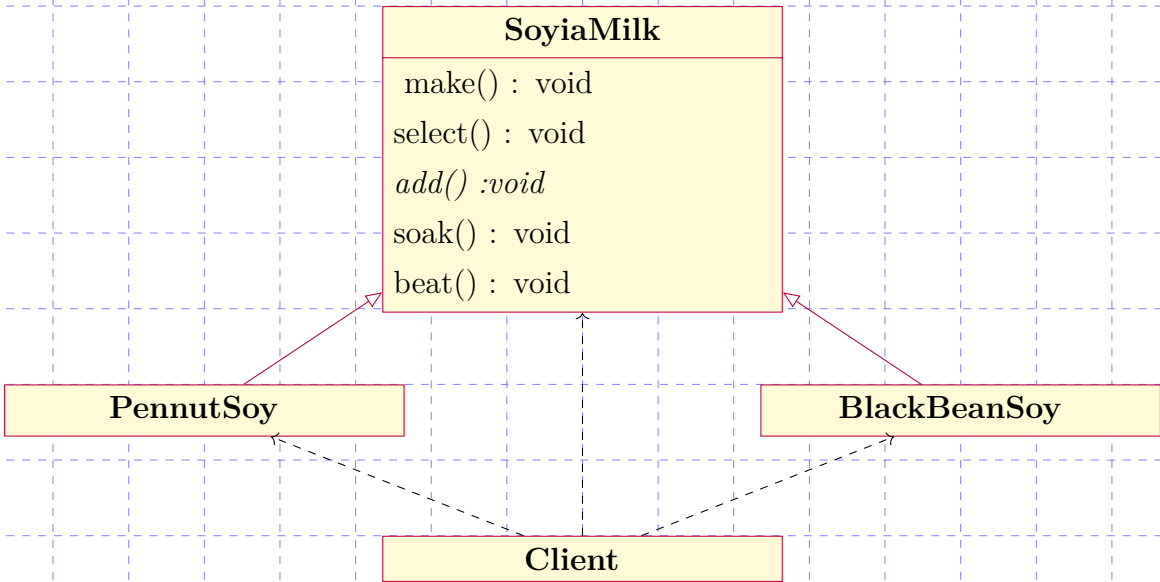 SoyiaMilk
make() : void
select() : void
add() :void
soak() : void
beat() : void
PennutSoy
BlackBeanSoy
Client